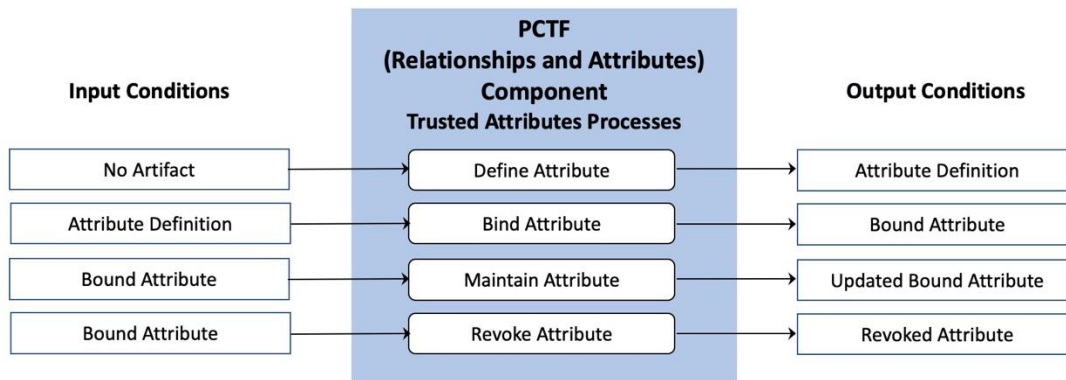 PCTF
(Relationships and Attributes)
Component
Trusted Attributes Processes
Input Conditions
Output Conditions
No Artifact
Define Attribute
Attribute Definition
Attribute Definition
Bind Attribute
Bound Attribute
Bound Attribute
Maintain Attribute
Updated Bound Attribute
Bound Attribute
Revoke Attribute
Revoked Attribute